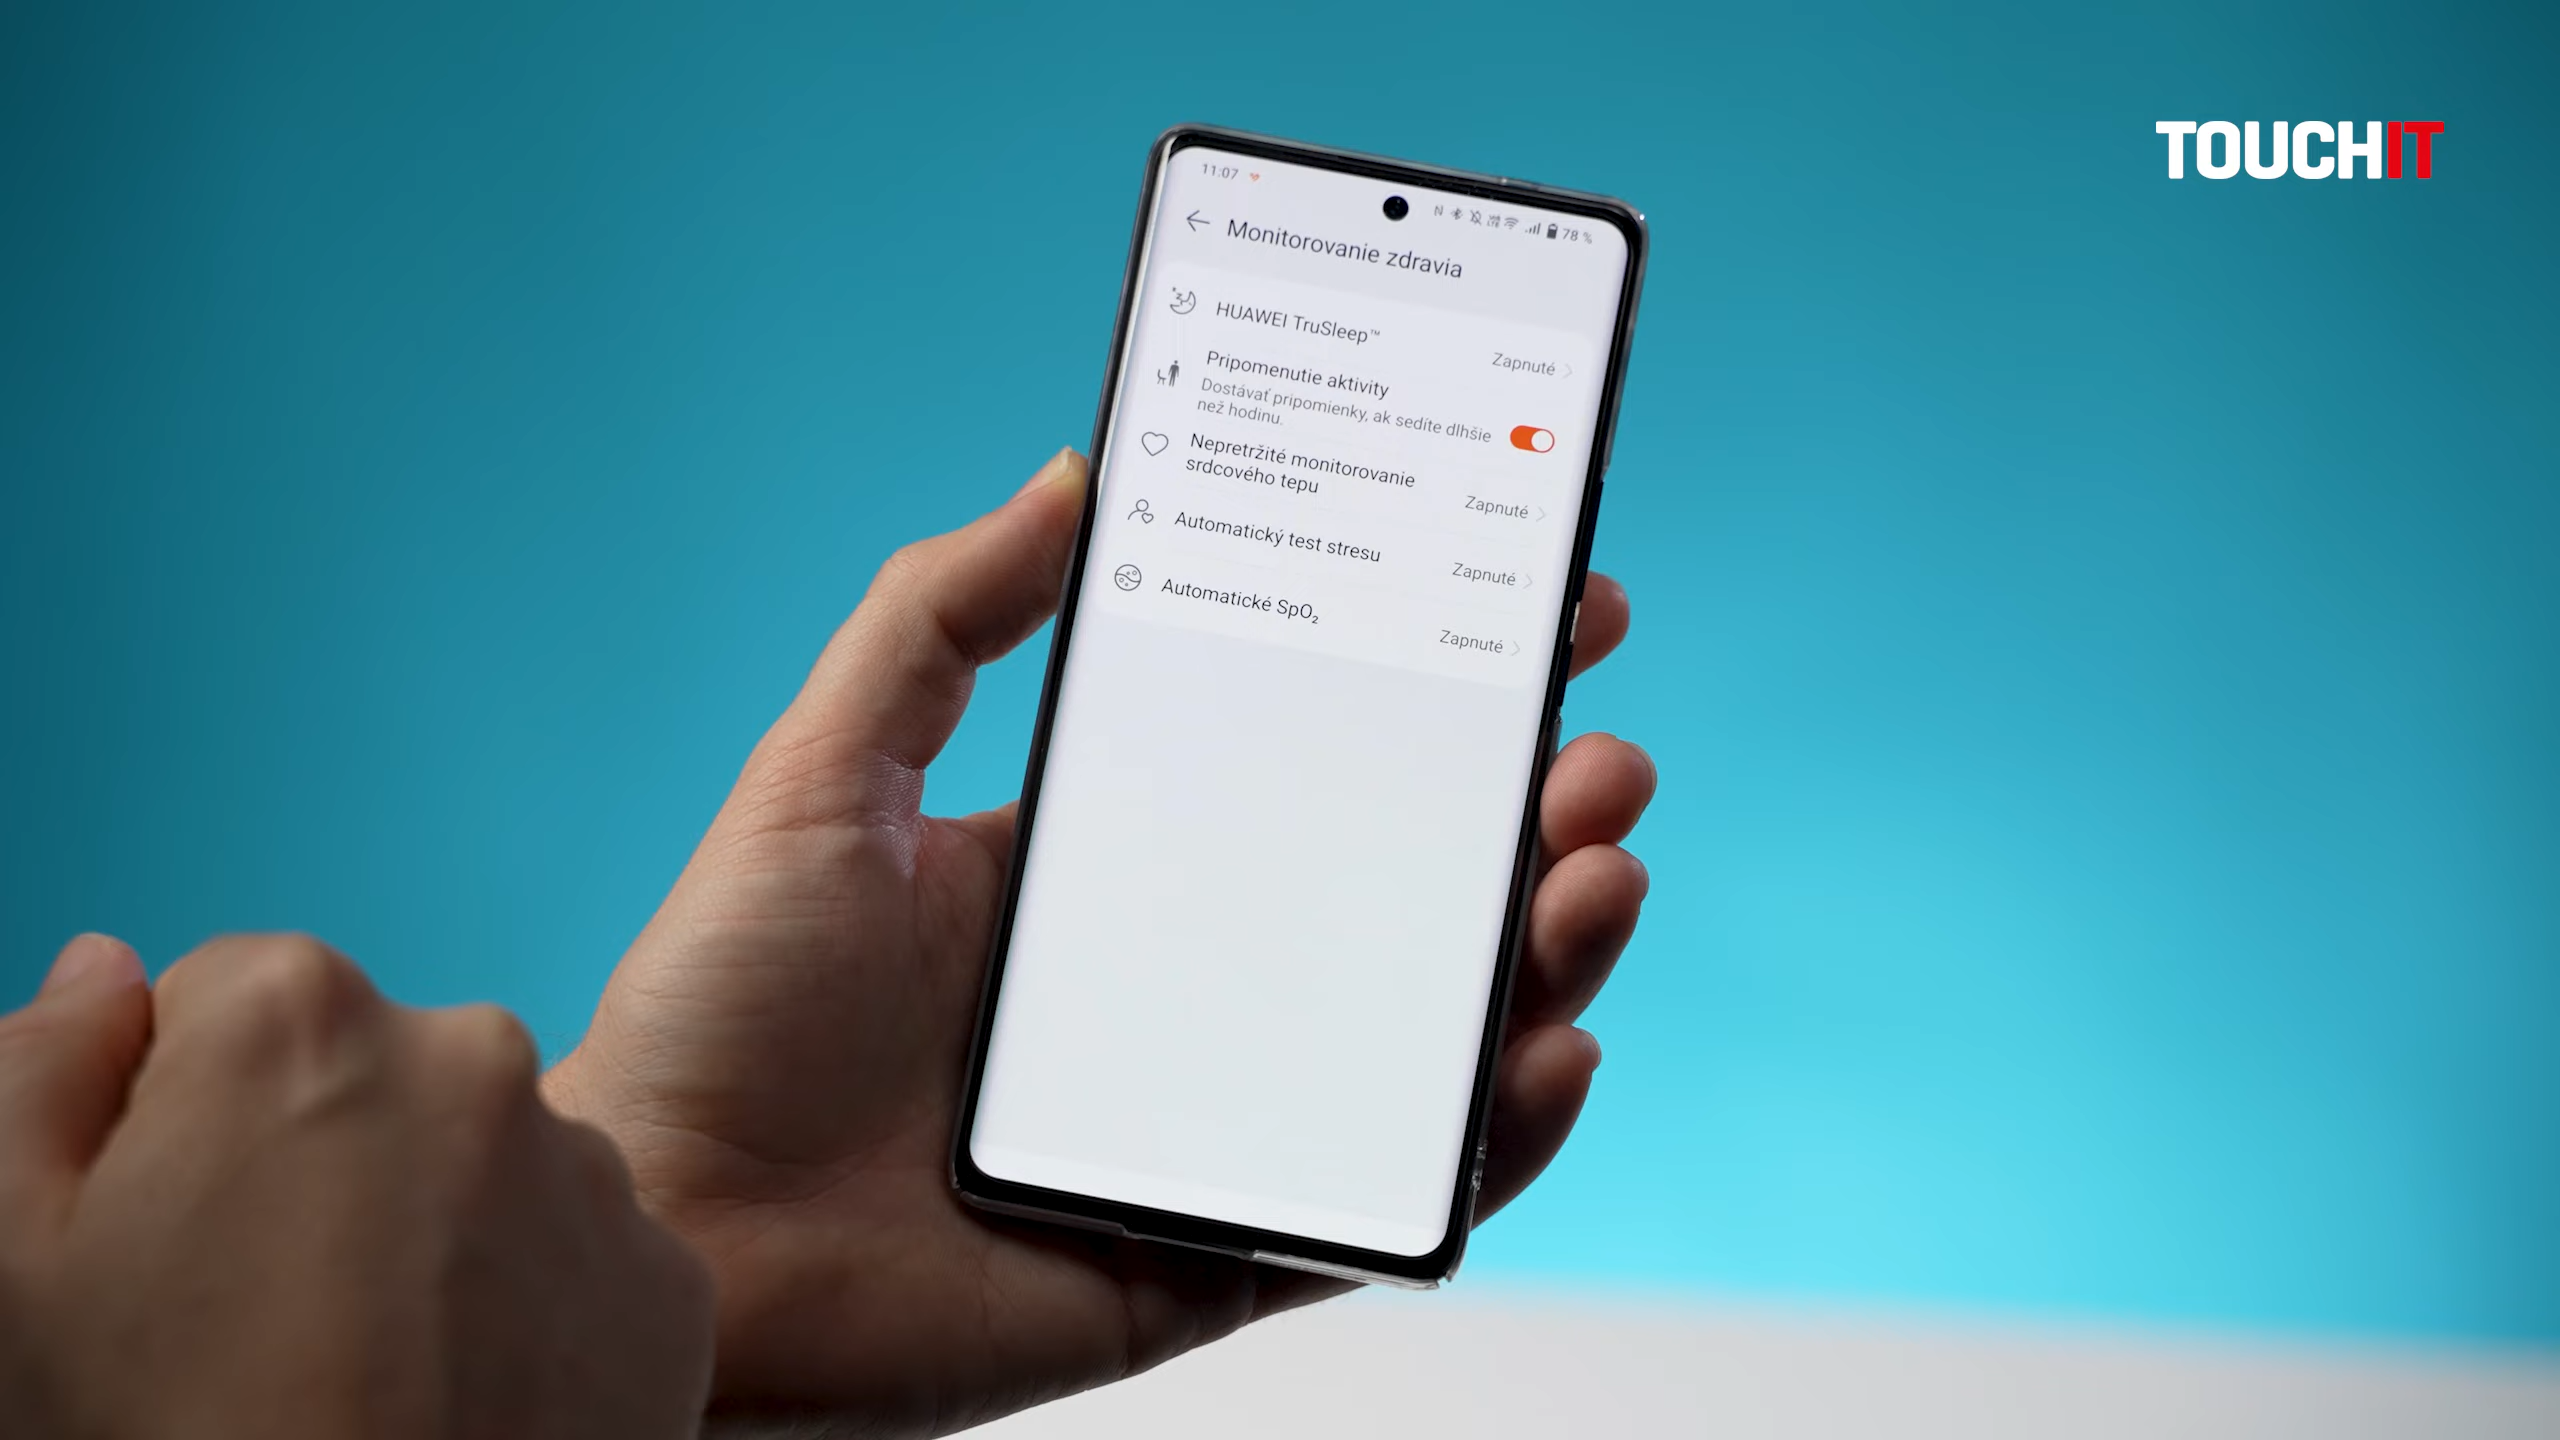 TOUCHIT
11:07
78 %
Monitorovanie zdravia
HUAWEI TruSleep™
Zapnuté
Pripomenutie aktivity
Dostávať pripomienky, ak sedíte dlhšie
než hodinu.
Nepretržité monitorovanie
srdcového tepu
Zapnuté
Automatický test stresu
Zapnuté
Automatické SpO₂
Zapnuté